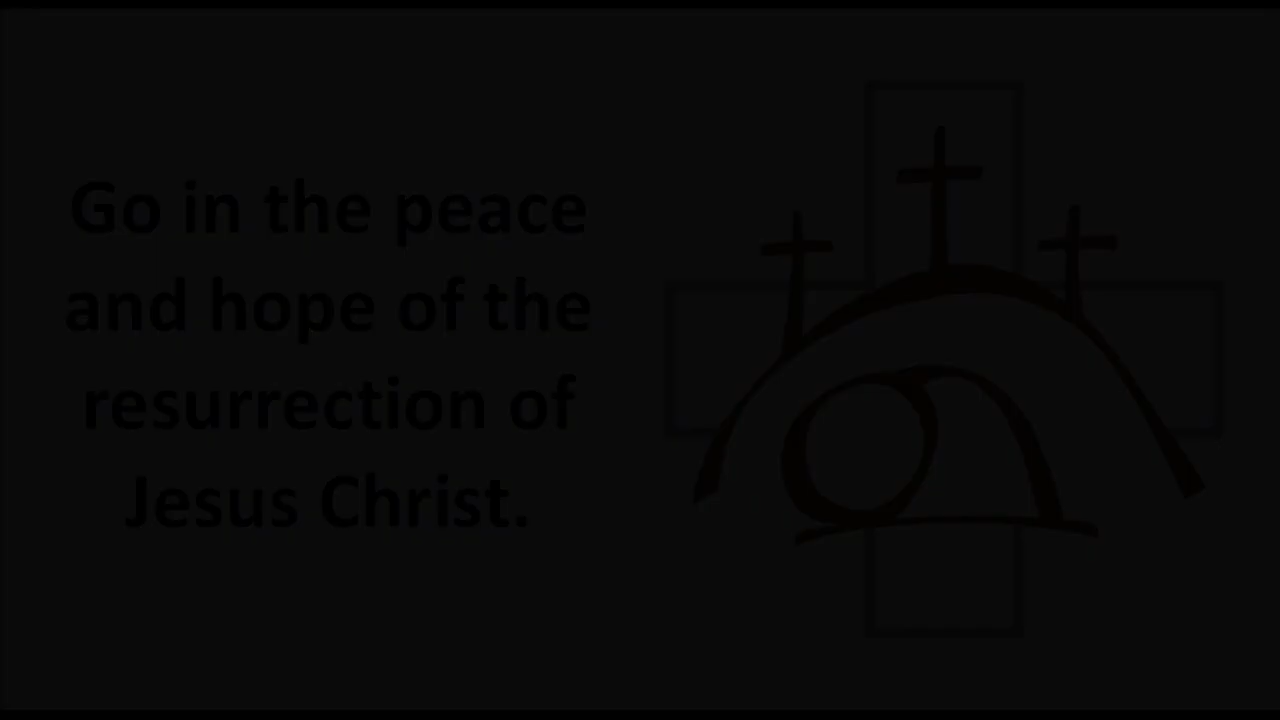 Go in the peace
and hope of the
resurrection of
Jesus Christ.